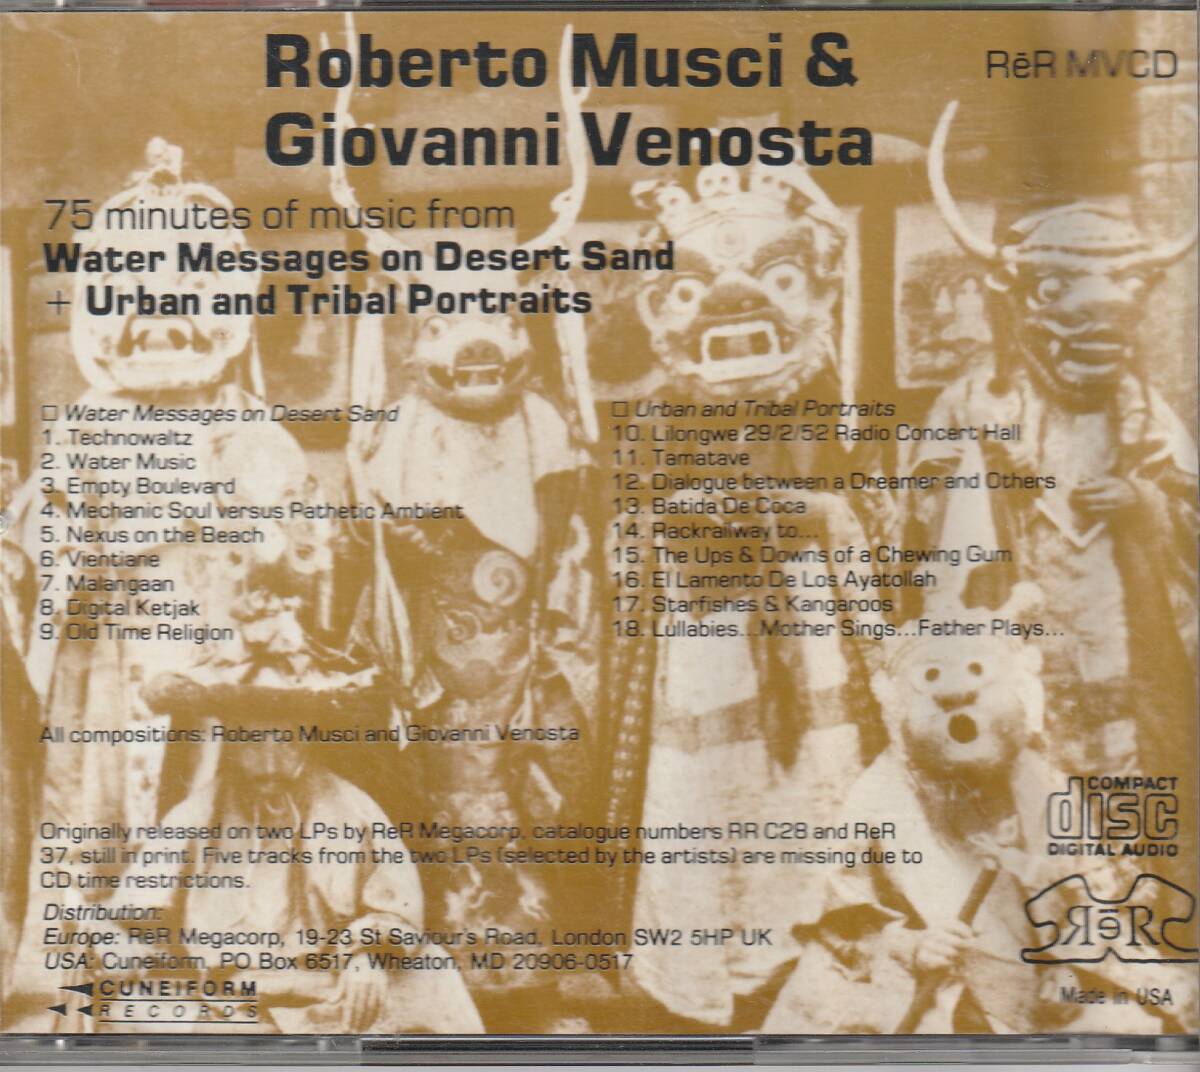 Roberto Musci &
Giovanni Venosta
RēR MVCD
75 minutes of music from
Water Messages on Desert Sand
+ Urban and Tribal Portraits
□ Water Messages on Desert Sand
1. Technowaltz
2. Water Music
3. Empty Boulevard
4. Mechanic Soul versus Pathetic Ambient
5. Nexus on the Beach
6. Vientiane
7. Malangaan
8. Digital Ketjak
9. Old Time Religion
□ Urban and Tribal Portraits
10. Lilongwe 29/2/52 Radio Concert Hall
11. Tamatave
12. Dialogue between a Dreamer and Others
13. Batida De Coca
14. Rackrailway to...
15. The Ups & Downs of a Chewing Gum
16. El Lamento De Los Ayatollah
17. Starfishes & Kangaroos
18. Lullabies...Mother Sings...Father Plays...
All compositions: Roberto Musci and Giovanni Venosta
Originally released on two LPs by ReR Megacorp, catalogue numbers RR C28 and ReR
37, still in print. Five tracks from the two LPs (selected by the artists) are missing due to
CD time restrictions.
Distribution:
Europe: RēR Megacorp, 19-23 St Saviour's Road, London SW2 5HP UK
USA: Cuneiform, PO Box 6517, Wheaton, MD 20906-0517
CUNEIFORM
RECORDS
COMPACT
disc
DIGITAL AUDIO
RēR
Made in USA